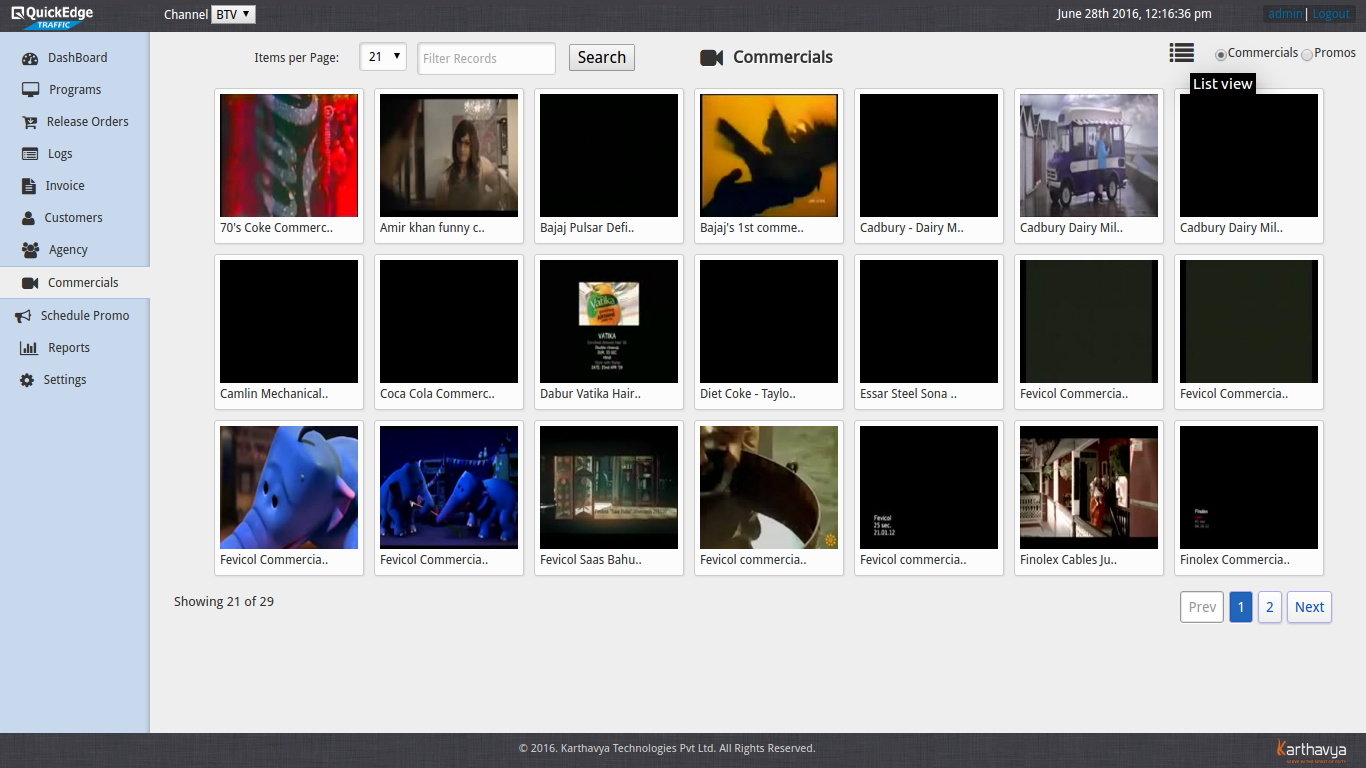 QuickEdge
TRAFFIC
Channel BTV
June 28th 2016, 12:16:36 pm
admin | Logout
DashBoard
Programs
Release Orders
Logs
Invoice
Customers
Agency
Commercials
Schedule Promo
Reports
Settings
Items per Page: 21 Filter Records Search
Commercials
Commercials Promos
List view
70's Coke Commerc..
Amir khan funny c..
Bajaj Pulsar Defi..
Bajaj's 1st comme..
Cadbury - Dairy M..
Cadbury Dairy Mil..
Cadbury Dairy Mil..
Vatika
VATIKA
Camlin Mechanical..
Coca Cola Commerc..
Dabur Vatika Hair..
Diet Coke - Taylo..
Essar Steel Sona ..
Fevicol Commercia..
Fevicol Commercia..
Fevicol
25 sec.
21.01.12
Finolex
Fevicol Commercia..
Fevicol Commercia..
Fevicol Saas Bahu..
Fevicol commercia..
Fevicol commercia..
Finolex Cables Ju..
Finolex Commercia..
Showing 21 of 29
Prev 1 2 Next
© 2016. Karthavya Technologies Pvt Ltd. All Rights Reserved.
Karthavya